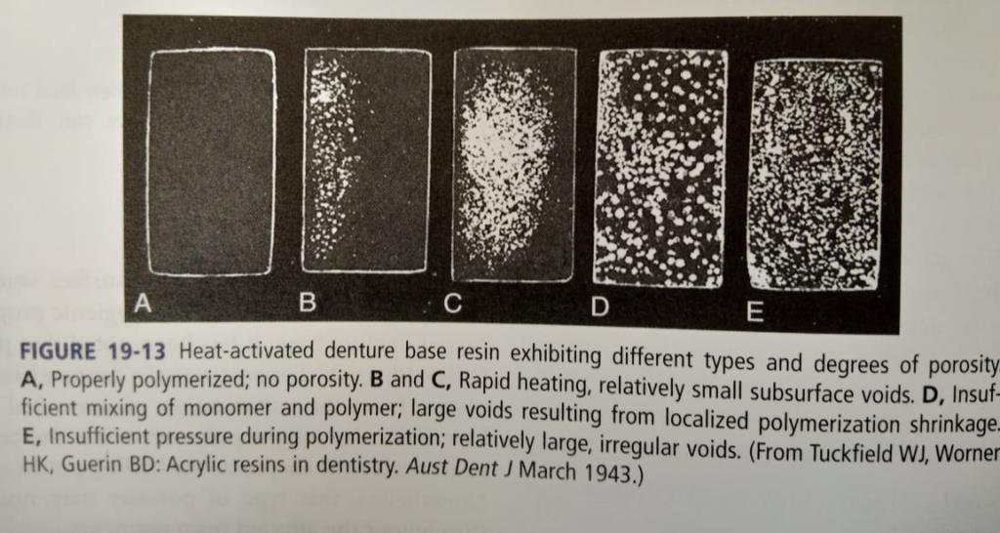 A
B
C
D
E
FIGURE 19-13 Heat-activated denture base resin exhibiting different types and degrees of porosity
A, Properly polymerized; no porosity. B and C, Rapid heating, relatively small subsurface voids. D, Insuf-
ficient mixing of monomer and polymer; large voids resulting from localized polymerization shrinkage.
E, Insufficient pressure during polymerization; relatively large, irregular voids. (From Tuckfield WJ, Worner
HK, Guerin BD: Acrylic resins in dentistry. Aust Dent J March 1943.)